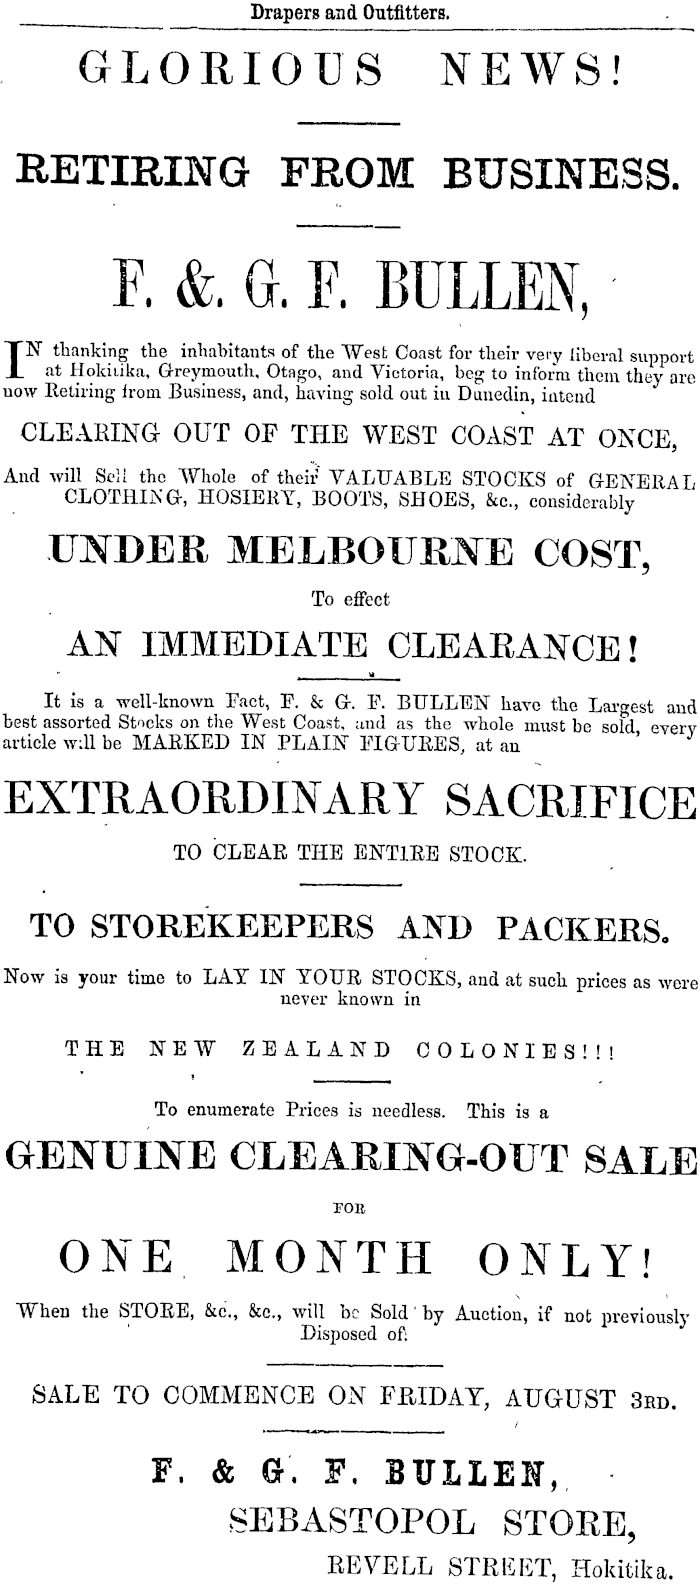 Drapers and Outfitters.
GLORIOUS NEWS!
RETIRING FROM BUSINESS.
F. & G. F. BULLEN,
IN thanking the inhabitants of the West Coast for their very liberal support
at Hokitika, Greymouth, Otago, and Victoria, beg to inform them they are
now Retiring from Business, and, having sold out in Dunedin, intend
CLEARING OUT OF THE WEST COAST AT ONCE,
And will Sell the Whole of their VALUABLE STOCKS of GENERAL
CLOTHING, HOSIERY, BOOTS, SHOES, &c., considerably
UNDER MELBOURNE COST,
To effect
AN IMMEDIATE CLEARANCE!
It is a well-known Fact, F. & G. F. BULLEN have the Largest and
best assorted Stocks on the West Coast, and as the whole must be sold, every
article will be MARKED IN PLAIN FIGURES, at an
EXTRAORDINARY SACRIFICE
TO CLEAR THE ENTIRE STOCK.
TO STOREKEEPERS AND PACKERS.
Now is your time to LAY IN YOUR STOCKS, and at such prices as were
never known in
THE NEW ZEALAND COLONIES!!!
To enumerate Prices is needless. This is a
GENUINE CLEARING-OUT SALE
FOR
ONE MONTH ONLY!
When the STORE, &c., &c., will be Sold by Auction, if not previously
Disposed of.
SALE TO COMMENCE ON FRIDAY, AUGUST 3RD.
F. & G. F. BULLEN,
SEBASTOPOL STORE,
REVELL STREET, Hokitika.